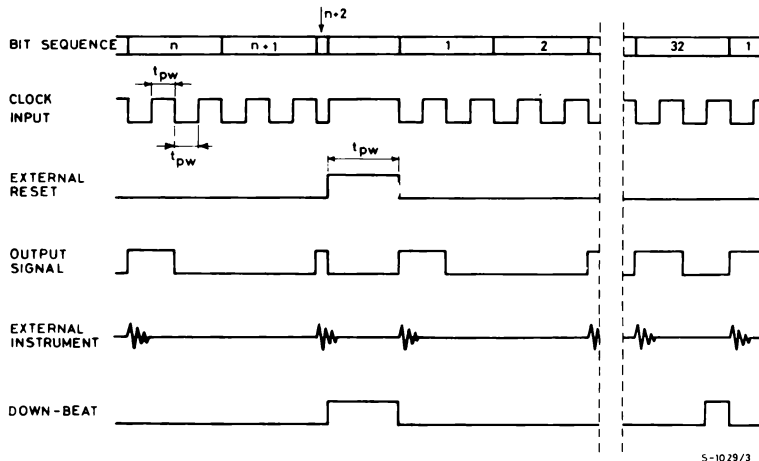 n+2
BIT SEQUENCE n n+1 1 2 32 1
tpw
CLOCK
INPUT
tpw
tpw
EXTERNAL
RESET
OUTPUT
SIGNAL
EXTERNAL
INSTRUMENT
DOWN-BEAT
S-1029/3